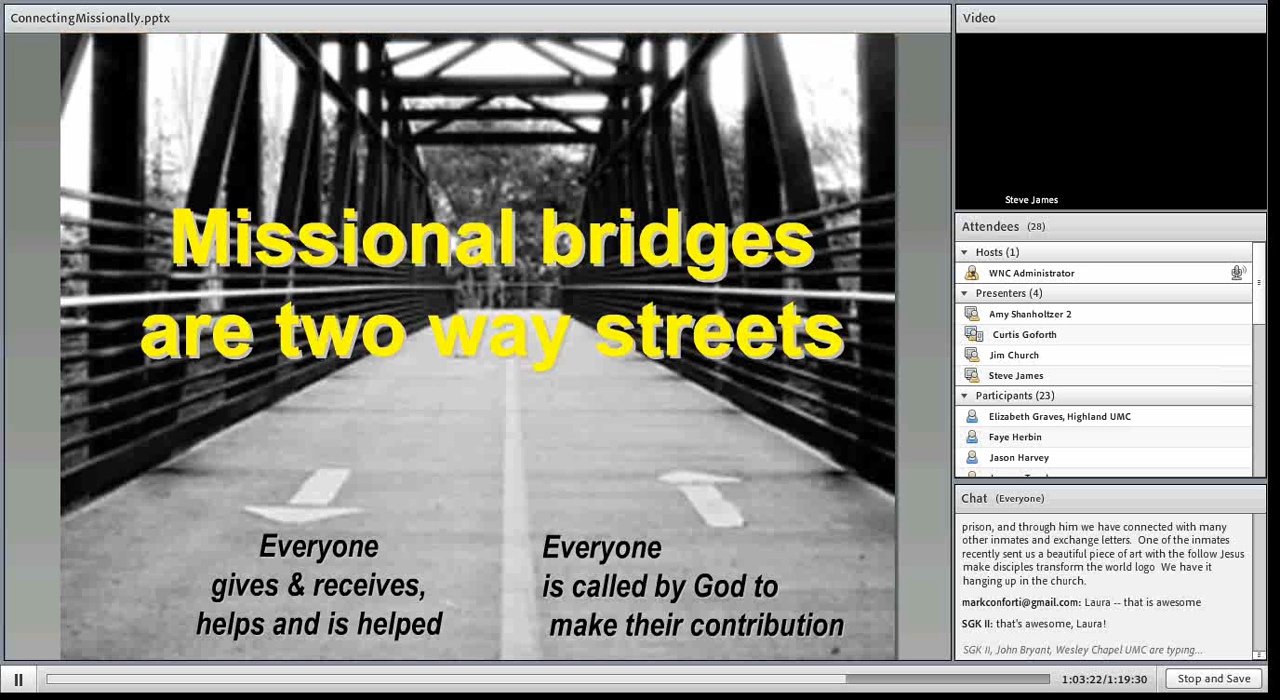 ConnectingMissionally.pptx
Missional bridges
are two way streets
Everyone
gives & receives,
helps and is helped
Everyone
is called by God to
make their contribution
Video
Steve James
Attendees (28)
Hosts (1)
WNC Administrator
Presenters (4)
Amy Shanholtzer 2
Curtis Goforth
Jim Church
Steve James
Participants (23)
Elizabeth Graves, Highland UMC
Faye Herbin
Jason Harvey
Chat (Everyone)
prison, and through him we have connected with many
other inmates and exchange letters. One of the inmates
recently sent us a beautiful piece of art with the follow Jesus
make disciples transform the world logo We have it
hanging up in the church.
markconforti@gmail.com: Laura -- that is awesome
SGK II: that's awesome, Laura!
SGK II, John Bryant, Wesley Chapel UMC are typing...
1:03:22/1:19:30
Stop and Save